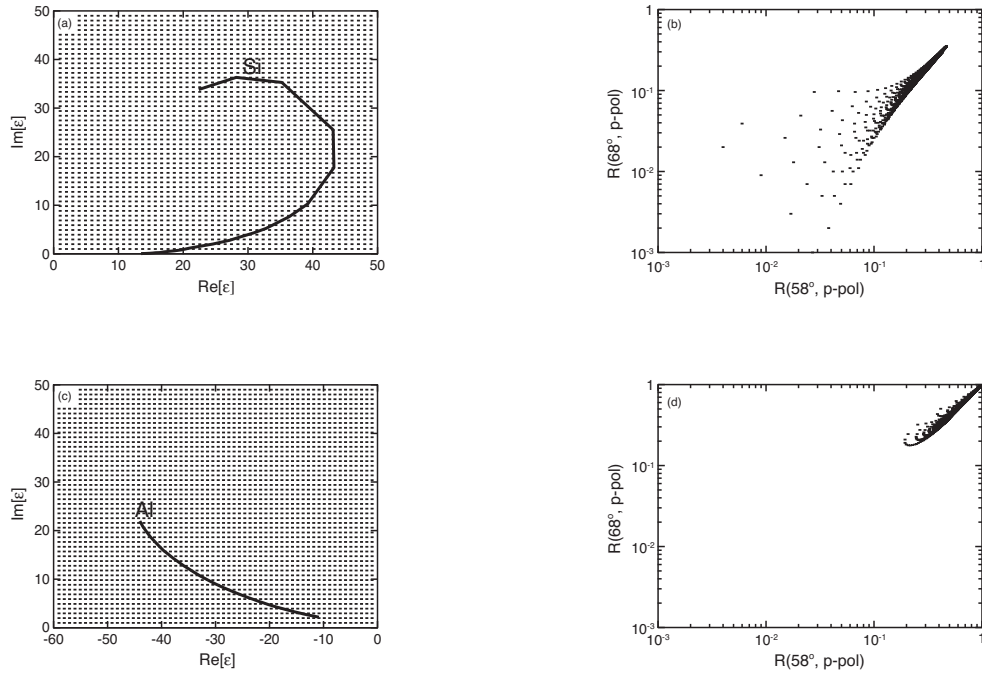 50
40
30
20
10
0
(a)
Si
Im[ε]
0 10 20 30 40 50
Re[ε]
1
10⁻¹
10⁻²
10⁻³
(b)
R(68°, p-pol)
10⁻³ 10⁻² 10⁻¹ 1
R(58°, p-pol)
50
40
30
20
10
0
(c)
Al
Im[ε]
-60 -50 -40 -30 -20 -10 0
Re[ε]
1
10⁻¹
10⁻²
10⁻³
(d)
R(68°, p-pol)
10⁻³ 10⁻² 10⁻¹ 1
R(58°, p-pol)